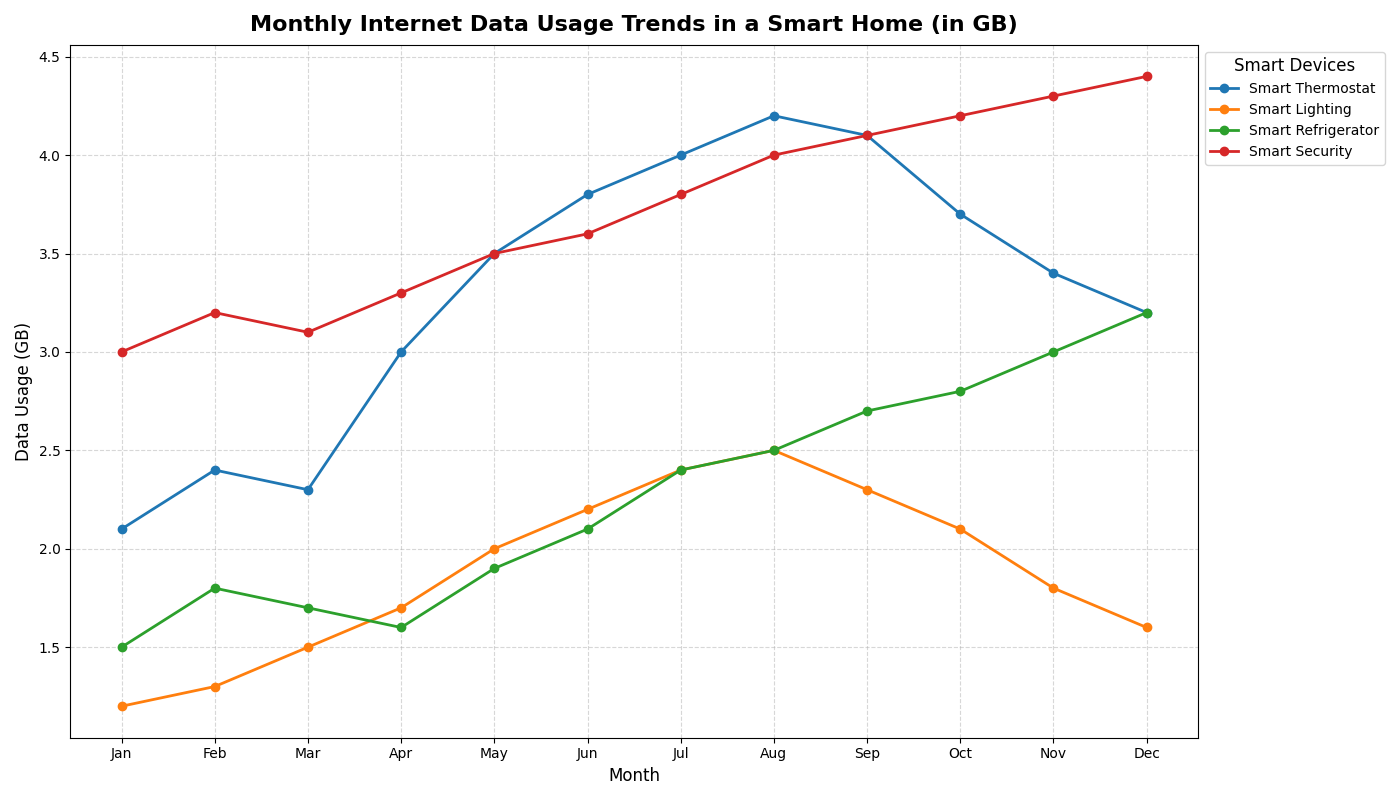 Monthly Internet Data Usage Trends in a Smart Home (in GB)
Smart Devices
Smart Thermostat
Smart Lighting
Smart Refrigerator
Smart Security
Data Usage (GB)
4.5
4.0
3.5
3.0
2.5
2.0
1.5
Jan Feb Mar Apr May Jun Jul Aug Sep Oct Nov Dec
Month